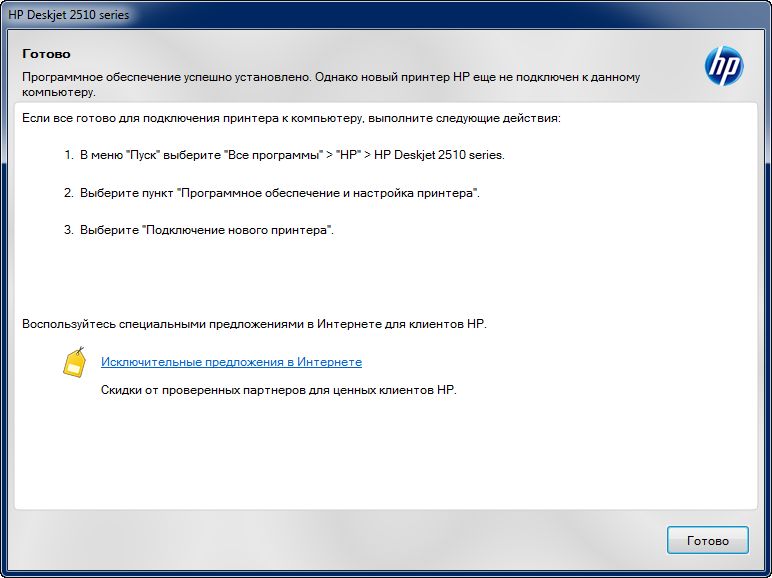 HP Deskjet 2510 series
Готово
Программное обеспечение успешно установлено. Однако новый принтер HP еще не подключен к данному
компьютеру.
hp
Если все готово для подключения принтера к компьютеру, выполните следующие действия:
1. В меню "Пуск" выберите "Все программы" > "HP" > HP Deskjet 2510 series.
2. Выберите пункт "Программное обеспечение и настройка принтера".
3. Выберите "Подключение нового принтера".
Воспользуйтесь специальными предложениями в Интернете для клиентов HP.
Исключительные предложения в Интернете
Скидки от проверенных партнеров для ценных клиентов HP.
Готово